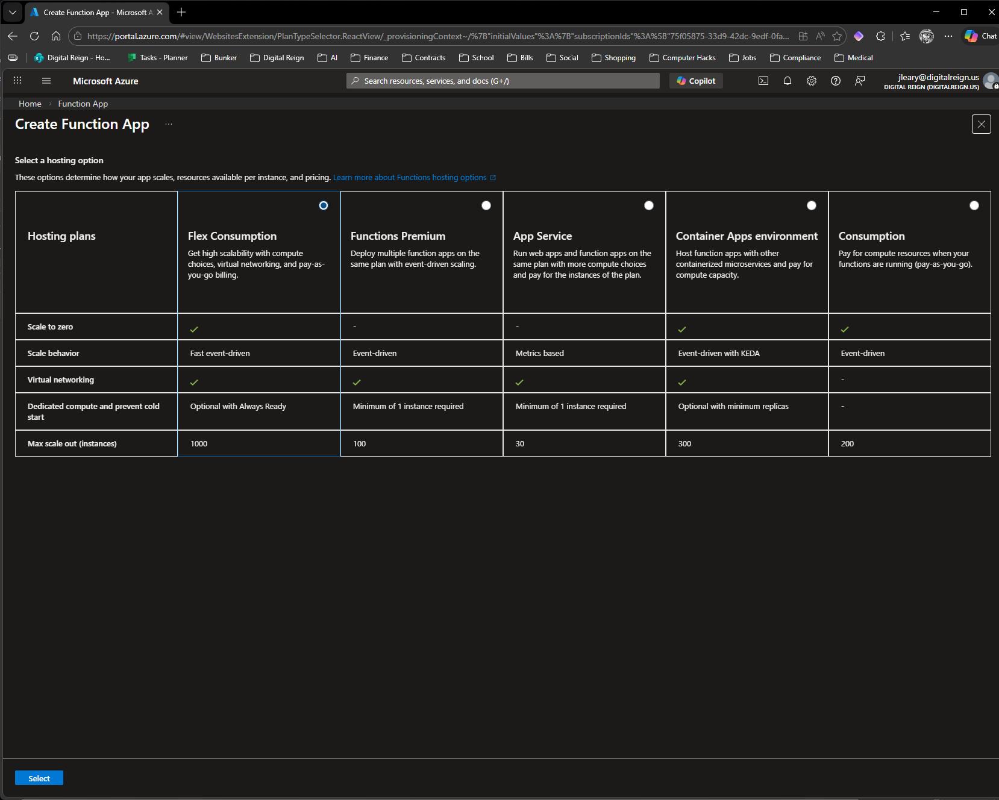 Create Function App - Microsoft A
https://portal.azure.com/#view/WebsitesExtension/PlanTypeSelector.ReactView/_provisioningContext~/%7B"initialValues"%3A%7B"subscriptionIds"%3A%5B"75f05875-33d9-42dc-9edf-0fa...
Chat
Digital Reign - Ho...
Tasks - Planner
Bunker
Digital Reign
AI
Finance
Contracts
School
Bills
Social
Shopping
Computer Hacks
Jobs
Compliance
Medical
Microsoft Azure
Search resources, services, and docs (G+/)
Copilot
jleary@digitalreign.us
DIGITAL REIGN (DIGITALREIGN.US)
Home > Function App
Create Function App ...
Select a hosting option
These options determine how your app scales, resources available per instance, and pricing. Learn more about Functions hosting options
Hosting plans
Flex Consumption
Get high scalability with compute
choices, virtual networking, and pay-as-
you-go billing.
Functions Premium
Deploy multiple function apps on the
same plan with event-driven scaling.
App Service
Run web apps and function apps on the
same plan with more compute choices
and pay for the instances of the plan.
Container Apps environment
Host function apps with other
containerized microservices and pay for
compute capacity.
Consumption
Pay for compute resources when your
functions are running (pay-as-you-go).
Scale to zero
-
-
Scale behavior
Fast event-driven
Event-driven
Metrics based
Event-driven with KEDA
Event-driven
Virtual networking
-
Dedicated compute and prevent cold
start
Optional with Always Ready
Minimum of 1 instance required
Minimum of 1 instance required
Optional with minimum replicas
-
Max scale out (instances)
1000
100
30
300
200
Select